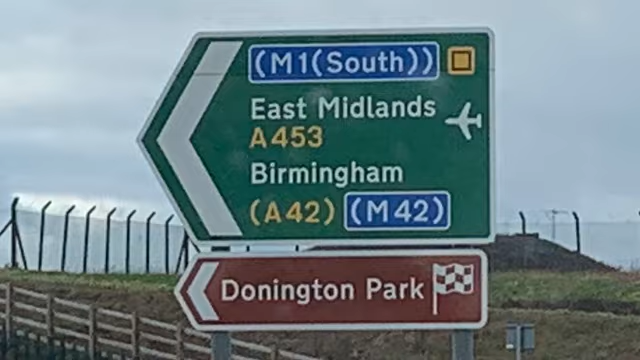 (M1(South))
East Midlands
A453
Birmingham
(A42) (M42)
Donington Park